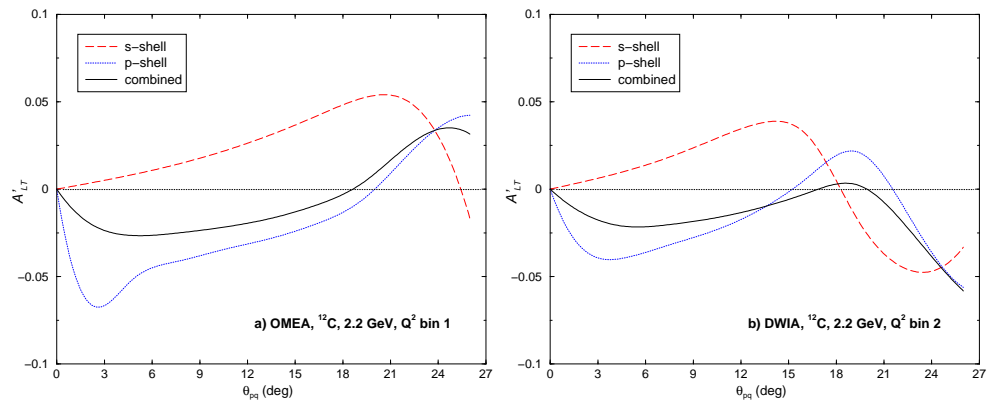 0.1
0.05
0
−0.05
−0.1
A'LT
s−shell
p−shell
combined
a) OMEA, ¹²C, 2.2 GeV, Q² bin 1
0 3 6 9 12 15 18 21 24 27
θpq (deg)
0.1
0.05
0
−0.05
−0.1
A'LT
s−shell
p−shell
combined
b) DWIA, ¹²C, 2.2 GeV, Q² bin 2
0 3 6 9 12 15 18 21 24 27
θpq (deg)